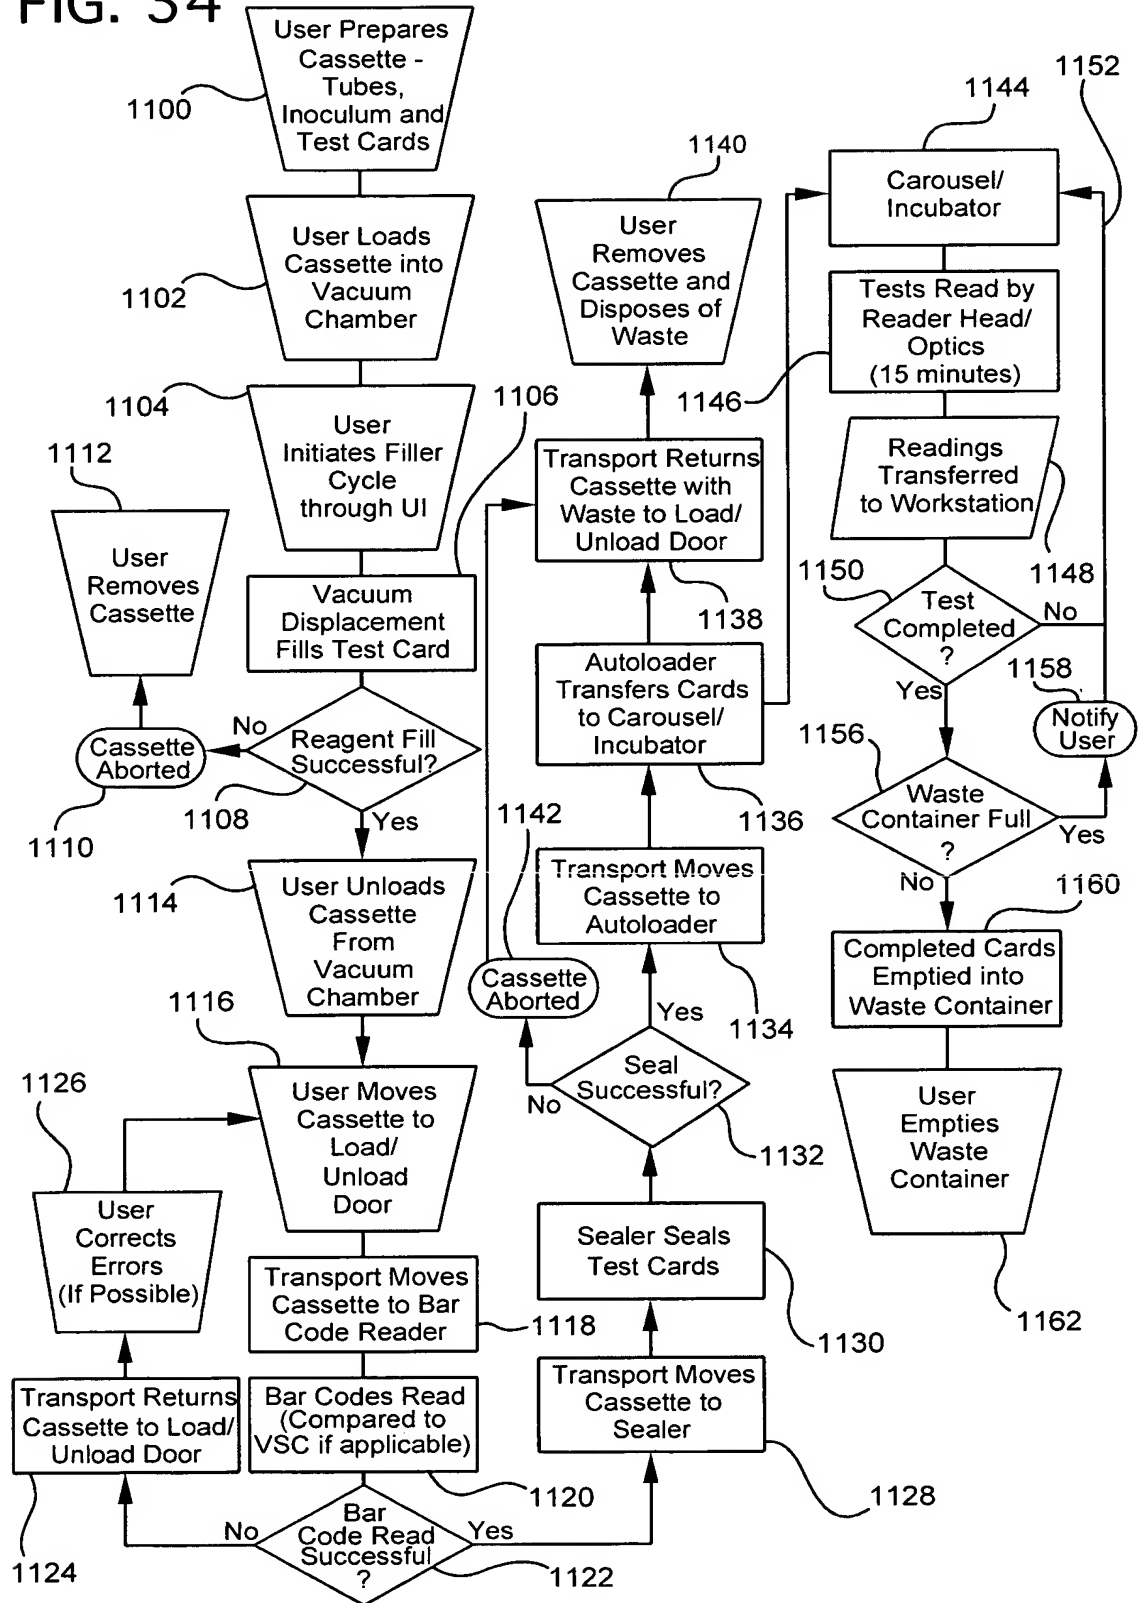 FIG. 34
User Prepares
Cassette -
Tubes,
Inoculum and
Test Cards
1100
User Loads
Cassette into
Vacuum
Chamber
1102
1104
User
Initiates Filler
Cycle
through UI
1106
Vacuum
Displacement
Fills Test Card
1112
User
Removes
Cassette
No
Cassette
Aborted
1110
Reagent Fill
Successful?
1108
Yes
1114
User Unloads
Cassette
From
Vacuum
Chamber
1116
User Moves
Cassette to
Load/
Unload
Door
1126
User
Corrects
Errors
(If Possible)
Transport Moves
Cassette to Bar
Code Reader
1118
Transport Returns
Cassette to Load/
Unload Door
1124
Bar Codes Read
(Compared to
VSC if applicable)
1120
No
Bar
Code Read
Successful
?
Yes
1122
1140
User
Removes
Cassette and
Disposes of
Waste
Transport Returns
Cassette with
Waste to Load/
Unload Door
1138
Autoloader
Transfers Cards
to Carousel/
Incubator
1136
1142
Transport Moves
Cassette to
Autoloader
1134
Cassette
Aborted
Yes
Seal
Successful?
No
1132
Sealer Seals
Test Cards
1130
Transport Moves
Cassette to
Sealer
1128
1152
1144
Carousel/
Incubator
Tests Read by
Reader Head/
Optics
(15 minutes)
1146
Readings
Transferred
to Workstation
1148
1150
Test
Completed
?
No
Yes
1158
Notify
User
1156
Waste
Container Full
?
Yes
No
1160
Completed Cards
Emptied into
Waste Container
User
Empties
Waste
Container
1162